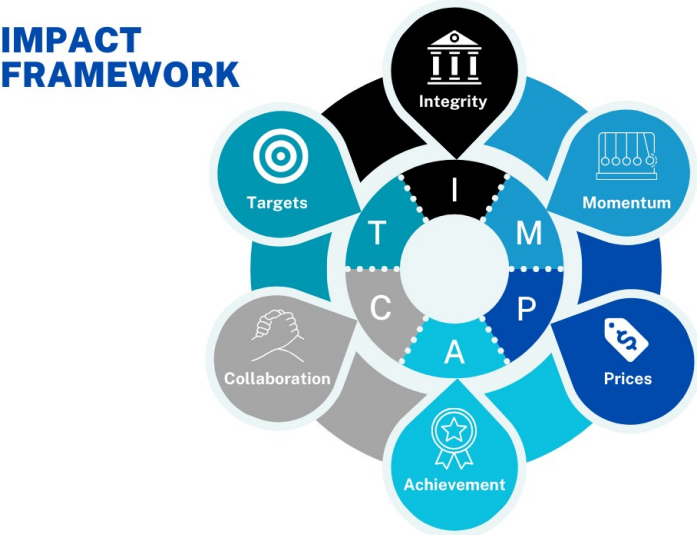 IMPACT
FRAMEWORK
Integrity
Momentum
Prices
Achievement
Collaboration
Targets
I
M
P
A
C
T